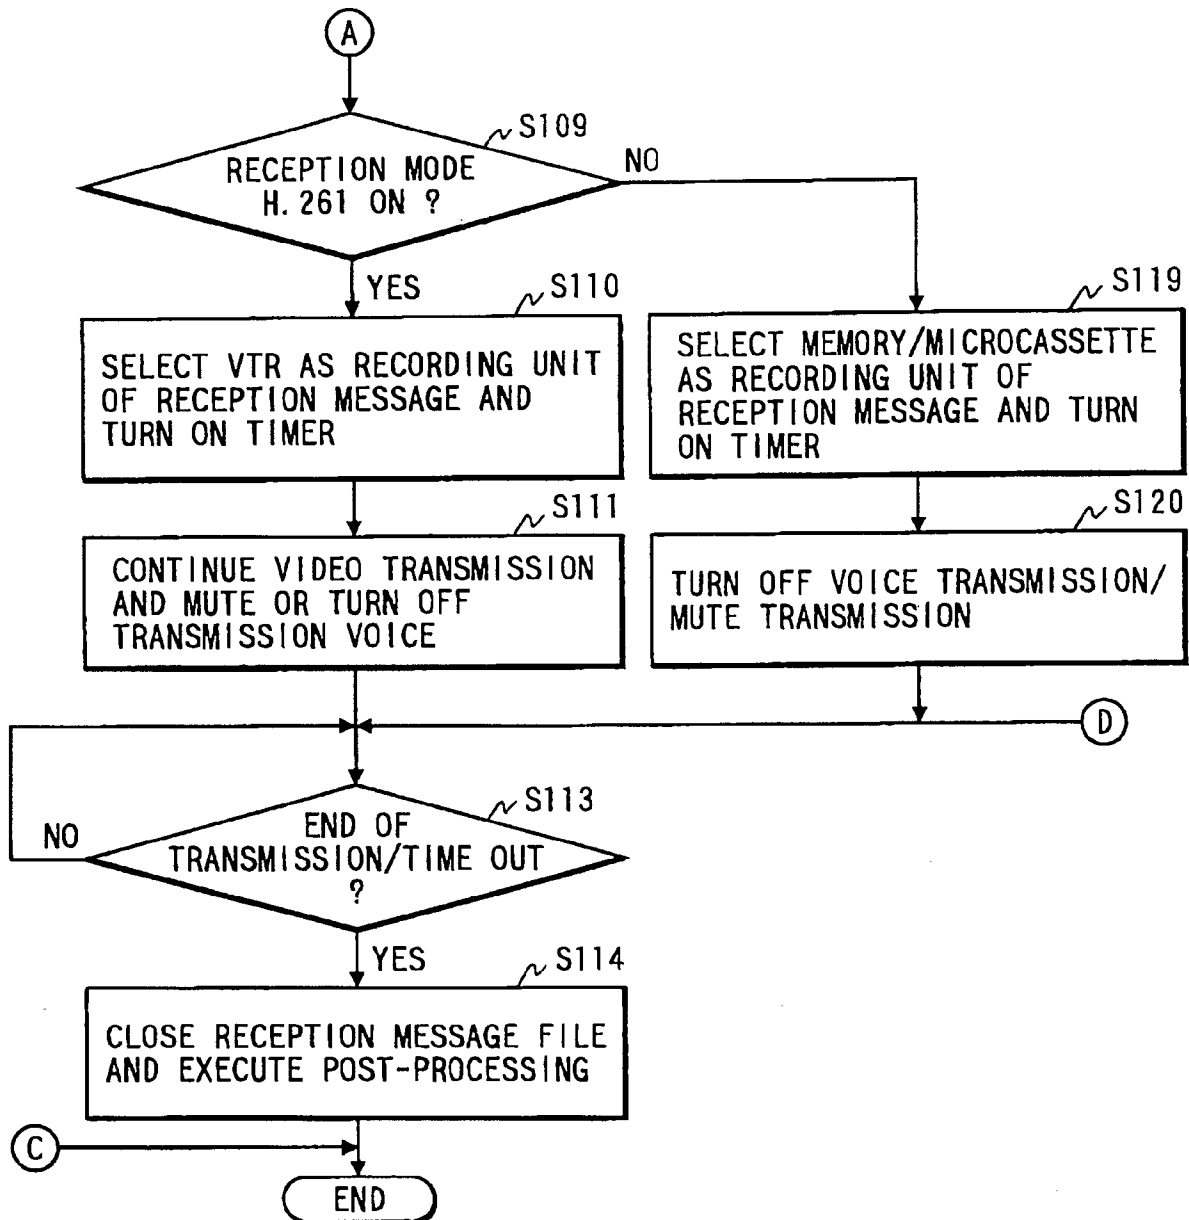 A
S109
RECEPTION MODE
H.261 ON ?
NO
YES
S110
SELECT VTR AS RECORDING UNIT
OF RECEPTION MESSAGE AND
TURN ON TIMER
S119
SELECT MEMORY/MICROCASSETTE
AS RECORDING UNIT OF
RECEPTION MESSAGE AND TURN
ON TIMER
S111
CONTINUE VIDEO TRANSMISSION
AND MUTE OR TURN OFF
TRANSMISSION VOICE
S120
TURN OFF VOICE TRANSMISSION/
MUTE TRANSMISSION
D
S113
END OF
TRANSMISSION/TIME OUT
?
NO
YES
S114
CLOSE RECEPTION MESSAGE FILE
AND EXECUTE POST-PROCESSING
C
END